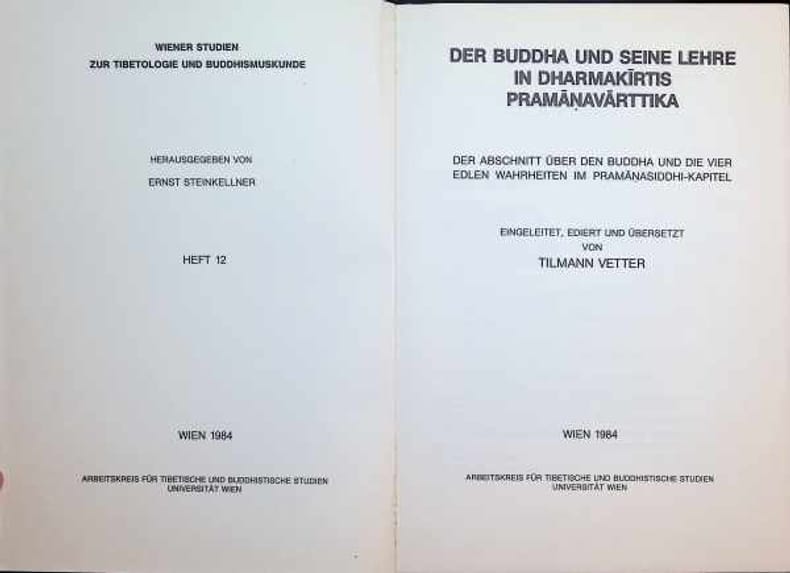 WIENER STUDIEN
ZUR TIBETOLOGIE UND BUDDHISMUSKUNDE
HERAUSGEGEBEN VON
ERNST STEINKELLNER
HEFT 12
WIEN 1984
ARBEITSKREIS FÜR TIBETISCHE UND BUDDHISTISCHE STUDIEN
UNIVERSITÄT WIEN
DER BUDDHA UND SEINE LEHRE
IN DHARMAKĪRTIS
PRAMĀṆAVĀRTTIKA
DER ABSCHNITT ÜBER DEN BUDDHA UND DIE VIER
EDLEN WAHRHEITEN IM PRAMĀṆASIDDHI-KAPITEL
EINGELEITET, EDIERT UND ÜBERSETZT
VON
TILMANN VETTER
WIEN 1984
ARBEITSKREIS FÜR TIBETISCHE UND BUDDHISTISCHE STUDIEN
UNIVERSITÄT WIEN